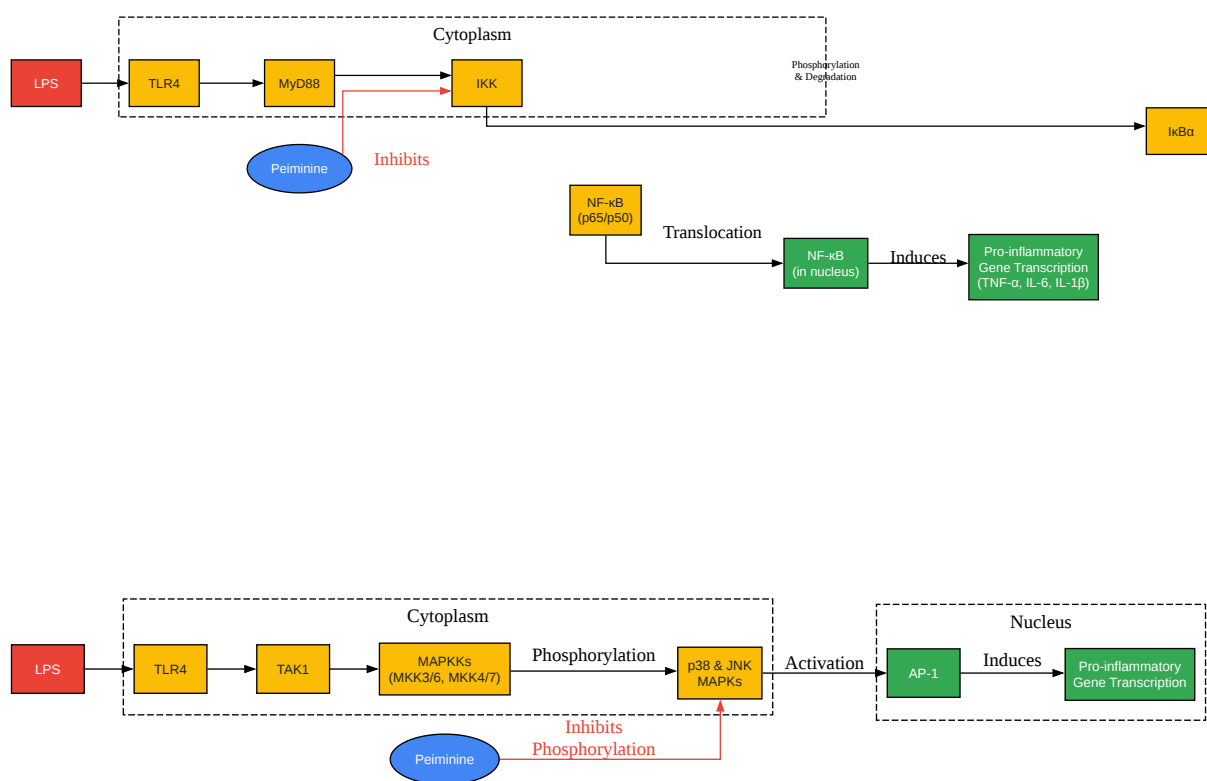 Cytoplasm
LPS
TLR4
MyD88
IKK
Phosphorylation
& Degradation
IκBα
Peiminine
Inhibits
NF-κB
(p65/p50)
Translocation
NF-κB
(in nucleus)
Induces
Pro-inflammatory
Gene Transcription
(TNF-α, IL-6, IL-1β)
Cytoplasm
Nucleus
LPS
TLR4
TAK1
MAPKKs
(MKK3/6, MKK4/7)
Phosphorylation
p38 & JNK
MAPKs
Activation
AP-1
Induces
Pro-inflammatory
Gene Transcription
Inhibits
Phosphorylation
Peiminine